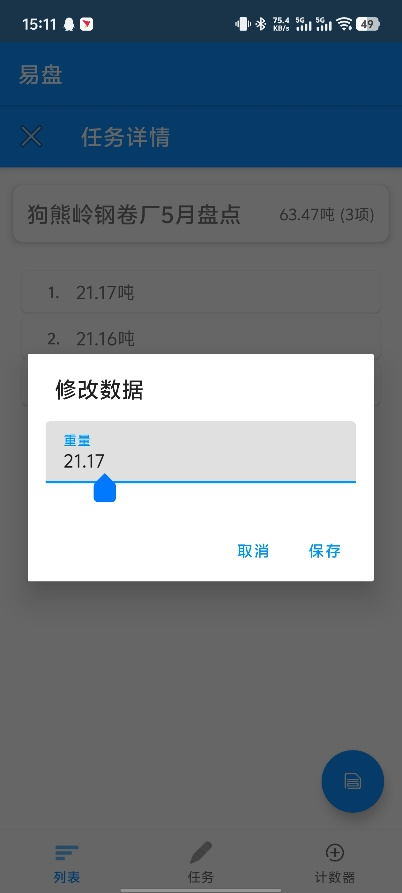 15:11 75.4 KB/s 5G 5G 49
易盘
任务详情
狗熊岭钢卷厂5月盘点 63.47吨 (3项)
1. 21.17吨
2. 21.16吨
修改数据
重量
21.17
取消 保存
列表 任务 计数器